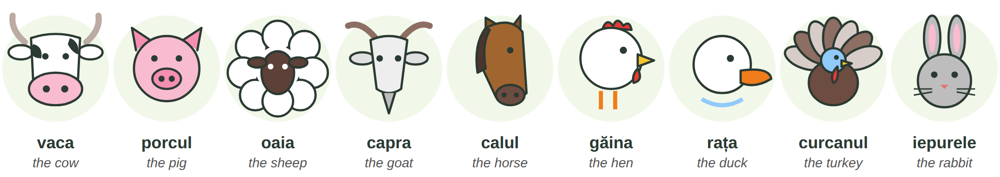 vaca
the cow
porcul
the pig
oaia
the sheep
capra
the goat
calul
the horse
găina
the hen
rața
the duck
curcanul
the turkey
iepurele
the rabbit